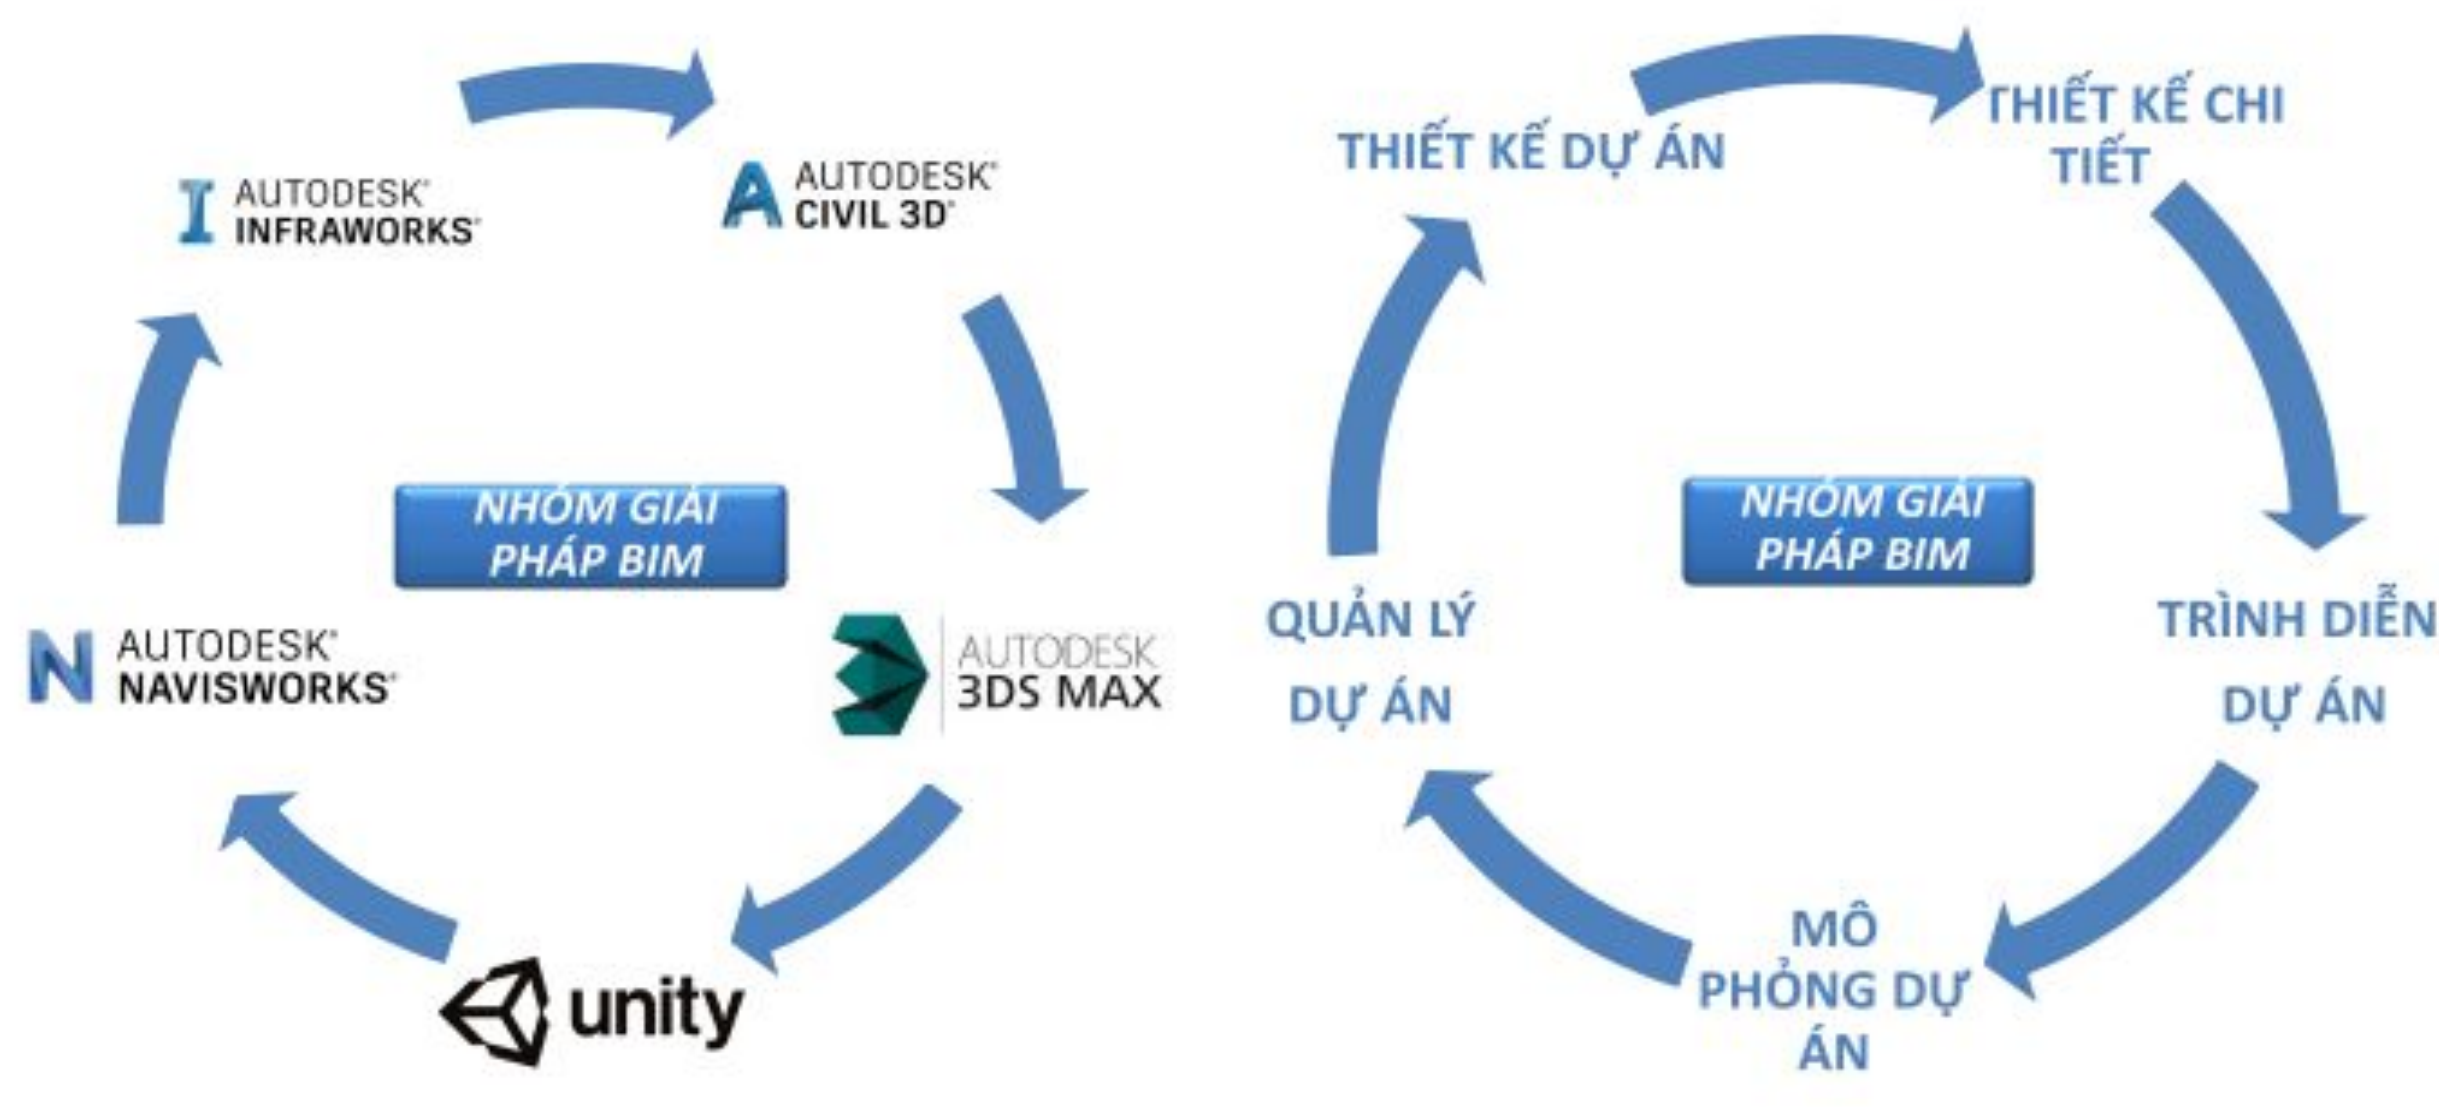 AUTODESK®
INFRAWORKS®
AUTODESK®
CIVIL 3D®
NHÓM GIẢI
PHÁP BIM
AUTODESK®
NAVISWORKS®
AUTODESK
3DS MAX
unity
THIẾT KẾ DỰ ÁN
THIẾT KẾ CHI
TIẾT
NHÓM GIẢI
PHÁP BIM
QUẢN LÝ
DỰ ÁN
TRÌNH DIỄN
DỰ ÁN
MÔ
PHỎNG DỰ
ÁN